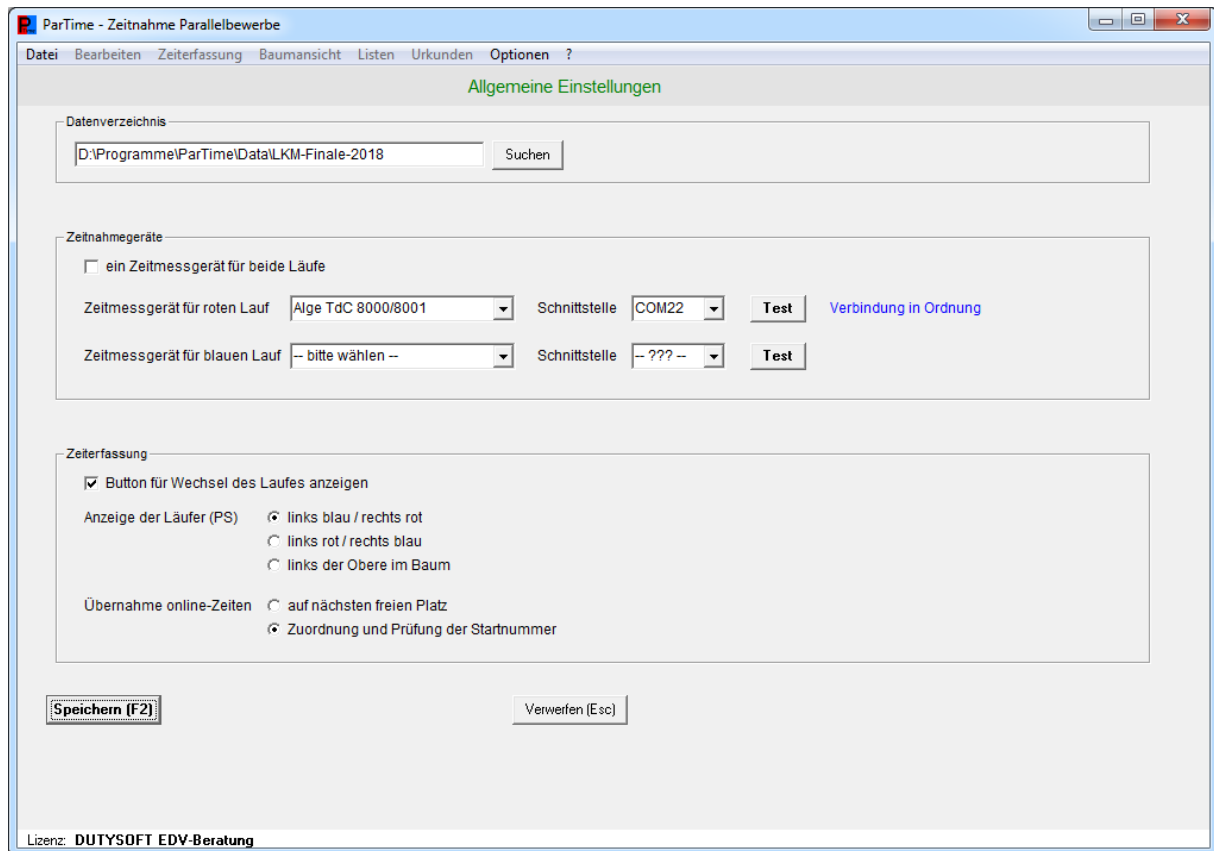 ParTime - Zeitnahme Parallelbewerbe
Datei Bearbeiten Zeiterfassung Baumansicht Listen Urkunden Optionen ?
Allgemeine Einstellungen
Datenverzeichnis
D:\Programme\ParTime\Data\LKM-Finale-2018 Suchen
Zeitnahmegeräte
ein Zeitmessgerät für beide Läufe
Zeitmessgerät für roten Lauf Alge TdC 8000/8001 Schnittstelle COM22 Test Verbindung in Ordnung
Zeitmessgerät für blauen Lauf -- bitte wählen -- Schnittstelle -- ??? -- Test
Zeiterfassung
Button für Wechsel des Laufes anzeigen
Anzeige der Läufer (PS) links blau / rechts rot
links rot / rechts blau
links der Obere im Baum
Übernahme online-Zeiten auf nächsten freien Platz
Zuordnung und Prüfung der Startnummer
Speichern (F2) Verwerfen (Esc)
Lizenz: DUTYSOFT EDV-Beratung